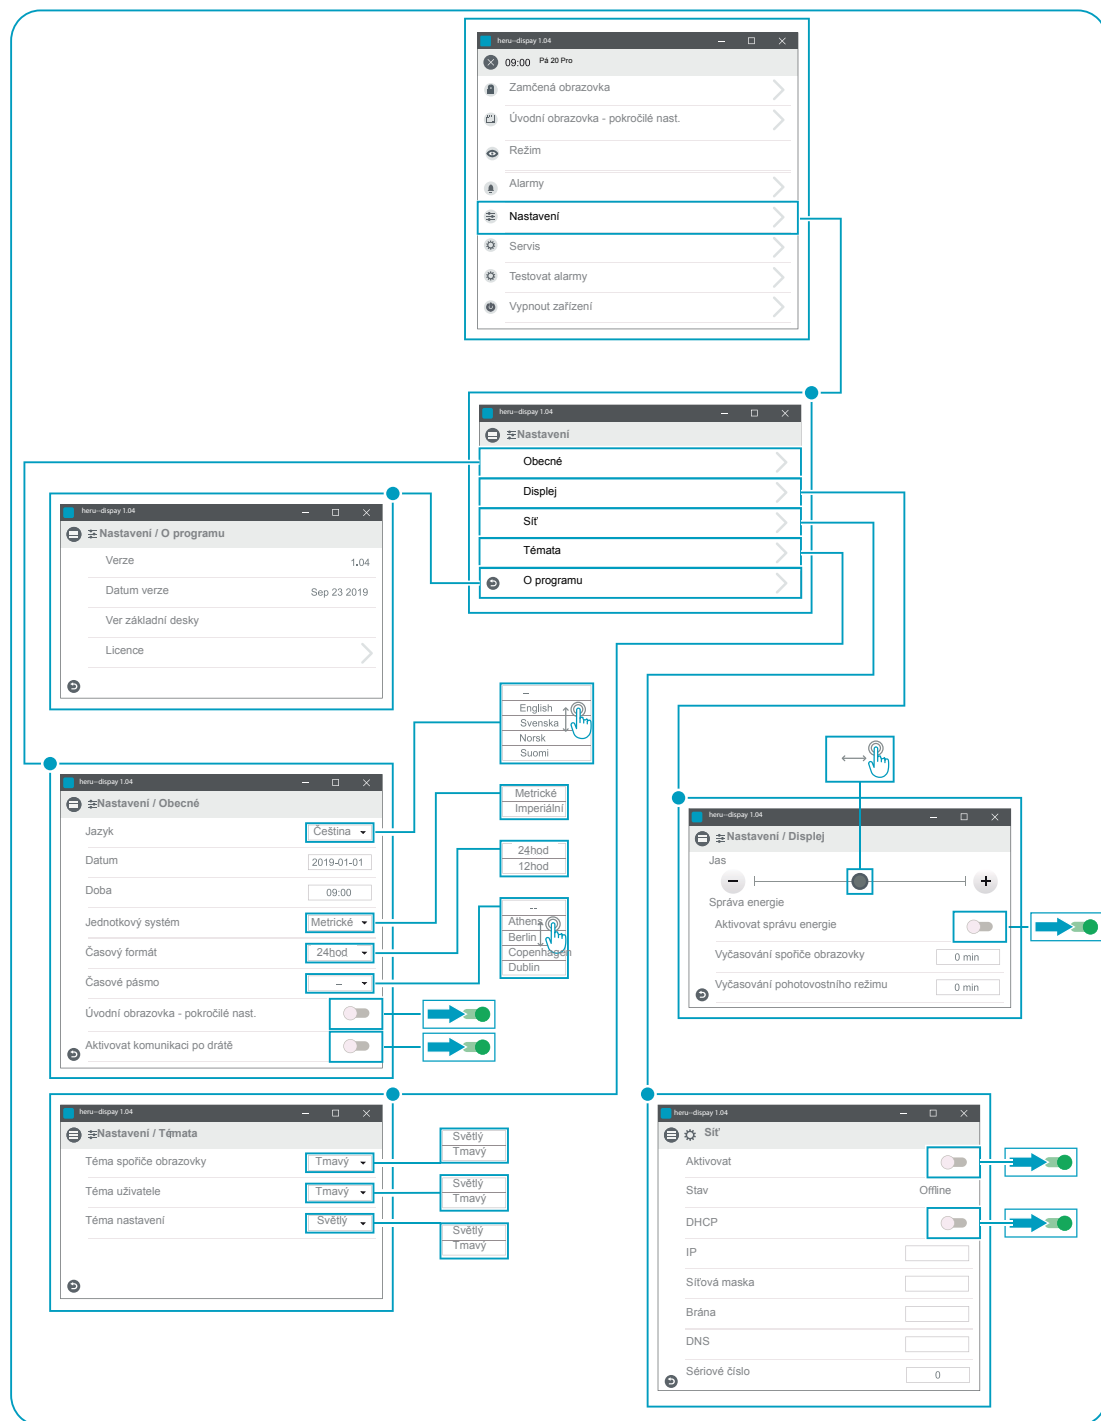 heru-dispay 1.04
09:00 Pá 20 Pro
Zamčená obrazovka
Úvodní obrazovka - pokročilé nast.
Režim
Alarmy
Nastavení
Servis
Testovat alarmy
Vypnout zařízení
heru-dispay 1.04
Nastavení
Obecné
Displej
Síť
Témata
O programu
heru-dispay 1.04
Nastavení / O programu
Verze 1.04
Datum verze Sep 23 2019
Ver základní desky
Licence
–
English
Svenska
Norsk
Suomi
heru-dispay 1.04
Nastavení / Obecné
Jazyk Čeština
Datum 2019-01-01
Doba 09:00
Jednotkový systém Metrické
Časový formát 24hod
Časové pásmo –
Úvodní obrazovka - pokročilé nast.
Aktivovat komunikaci po drátě
Metrické
Imperiální
24hod
12hod
--
Athens
Berlin
Copenhagen
Dublin
heru-dispay 1.04
Nastavení / Displej
Jas
Správa energie
Aktivovat správu energie
Vyčasování spořiče obrazovky 0 min
Vyčasování pohotovostního režimu 0 min
heru-dispay 1.04
Nastavení / Témata
Téma spořiče obrazovky Tmavý
Téma uživatele Tmavý
Téma nastavení Světlý
Světlý
Tmavý
Světlý
Tmavý
Světlý
Tmavý
heru-dispay 1.04
Síť
Aktivovat
Stav Offline
DHCP
IP
Síťová maska
Brána
DNS
Sériové číslo 0